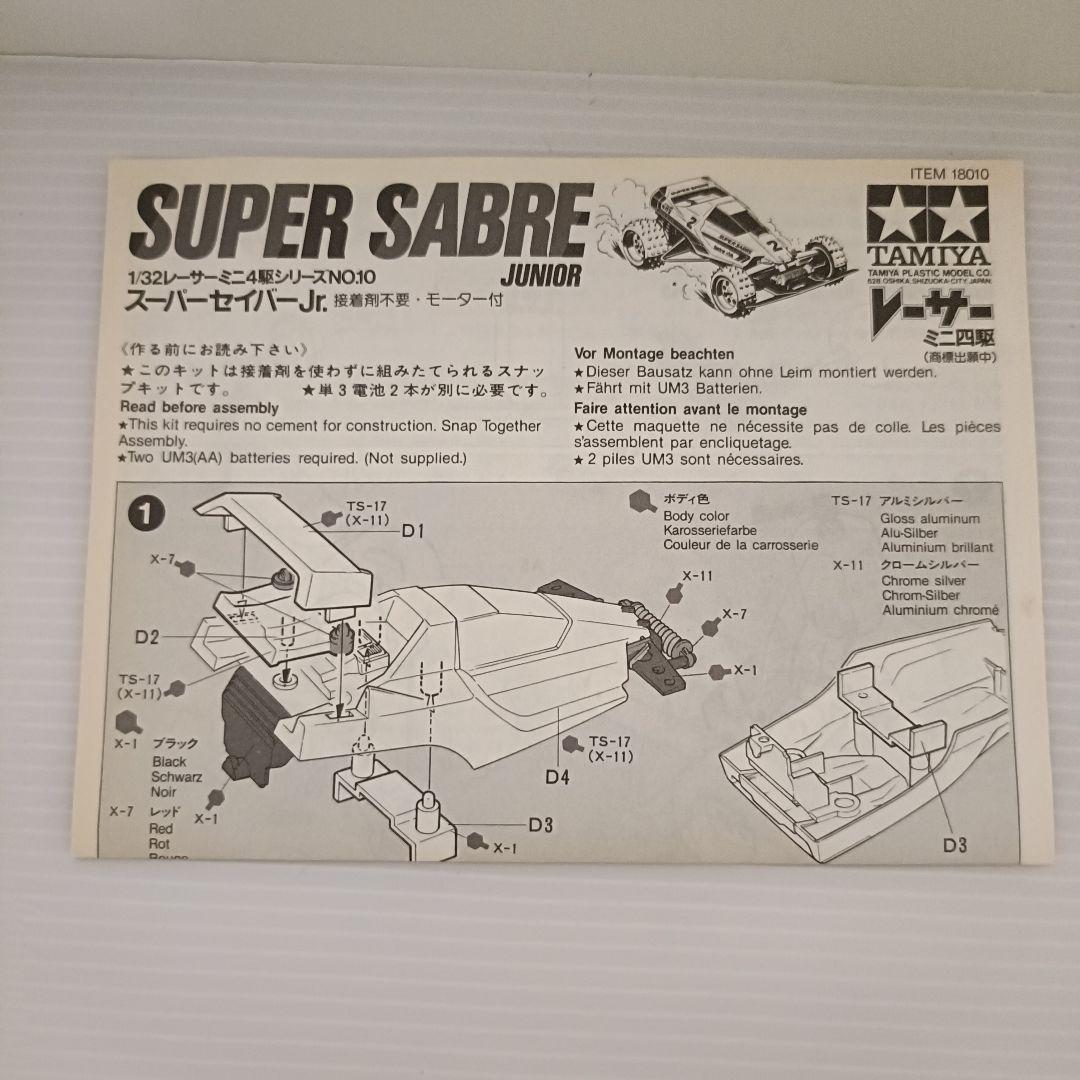 ITEM 18010
SUPER SABRE
JUNIOR
1/32レーサーミニ4駆シリーズNO.10
スーパーセイバーJr. 接着剤不要・モーター付
TAMIYA
TAMIYA PLASTIC MODEL CO.
628, OSHIKA, SHIZUOKA-CITY, JAPAN.
レーサー
ミニ四駆
(商標出願中)
《作る前にお読み下さい》
★このキットは接着剤を使わずに組みたてられるスナッ
プキットです。 ★単3電池2本が別に必要です。
Read before assembly
★This kit requires no cement for construction. Snap Together
Assembly.
★Two UM3(AA) batteries required. (Not supplied.)
Vor Montage beachten
★Dieser Bausatz kann ohne Leim montiert werden.
★Fährt mit UM3 Batterien.
Faire attention avant le montage
★Cette maquette ne nécessite pas de colle. Les pièces
s'assemblent par encliquetage.
★2 piles UM3 sont nécessaires.
1
TS-17
(X-11)
D1
X-7
D2
TS-17
(X-11)
X-1 ブラック
Black
Schwarz
Noir
X-7 レッド
Red
Rot
Rouge
X-1
ボディ色
Body color
Karosseriefarbe
Couleur de la carrosserie
TS-17 アルミシルバー
Gloss aluminum
Alu-Silber
Aluminium brillant
X-11 クロームシルバー
Chrome silver
Chrom-Silber
Aluminium chromé
X-11
X-7
X-1
TS-17
(X-11)
D4
D3
X-1
D3